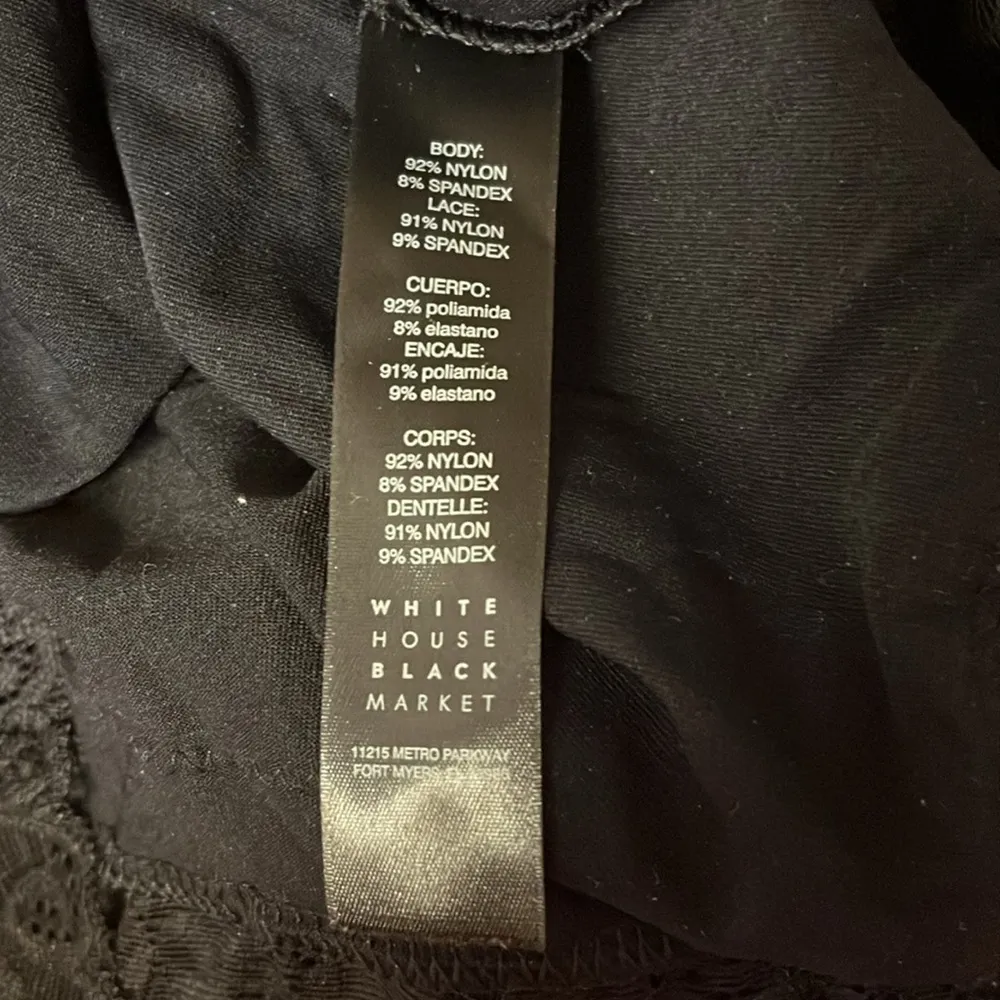 BODY:
92% NYLON
8% SPANDEX
LACE:
91% NYLON
9% SPANDEX
CUERPO:
92% poliamida
8% elastano
ENCAJE:
91% poliamida
9% elastano
CORPS:
92% NYLON
8% SPANDEX
DENTELLE:
91% NYLON
9% SPANDEX
WHITE
HOUSE
BLACK
MARKET
11215 METRO PARKWAY
FORT MYERS,